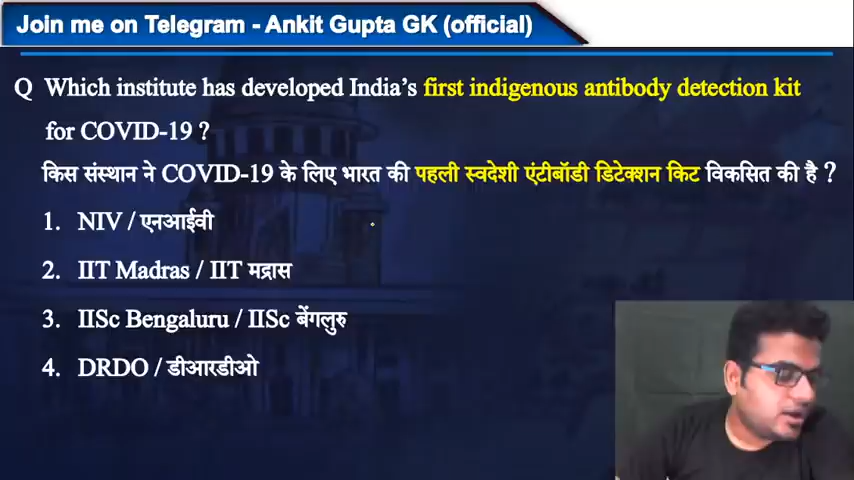 Join me on Telegram - Ankit Gupta GK (official)
Q Which institute has developed India's first indigenous antibody detection kit
for COVID-19 ?
किस संस्थान ने COVID-19 के लिए भारत की पहली स्वदेशी एंटीबॉडी डिटेक्शन किट विकसित की है ?
1. NIV / एनआईवी
2. IIT Madras / IIT मद्रास
3. IISc Bengaluru / IISc बेंगलुरु
4. DRDO / डीआरडीओ